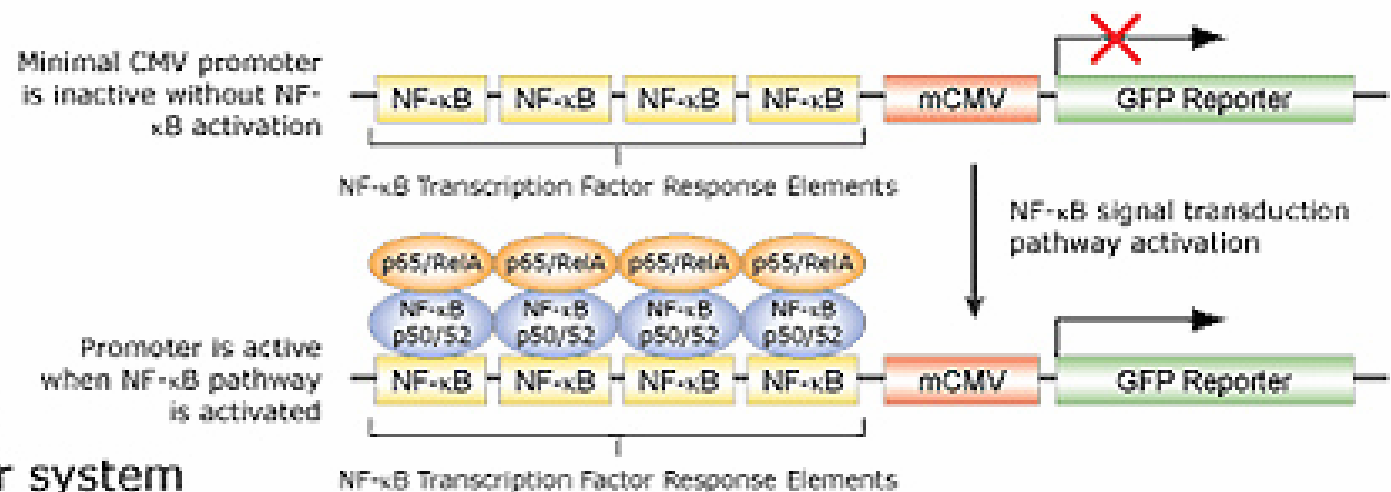 Minimal CMV promoter
is inactive without NF-
κB activation
NF-κB NF-κB NF-κB NF-κB mCMV GFP Reporter
NF-κB Transcription Factor Response Elements
NF-κB signal transduction
pathway activation
p65/RelA p65/RelA p65/RelA p65/RelA
NF-κB NF-κB NF-κB NF-κB
p50/52 p50/52 p50/52 p50/52
Promoter is active
when NF-κB pathway
is activated
NF-κB NF-κB NF-κB NF-κB mCMV GFP Reporter
r system
NF-κB Transcription Factor Response Elements